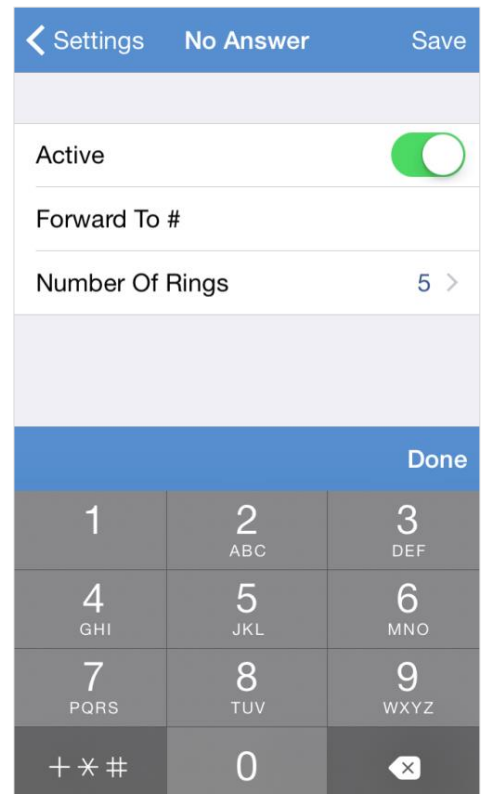 Settings No Answer Save
Active
Forward To #
Number Of Rings 5
Done
1 2 3
ABC DEF
4 5 6
GHI JKL MNO
7 8 9
PQRS TUV WXYZ
+*# 0